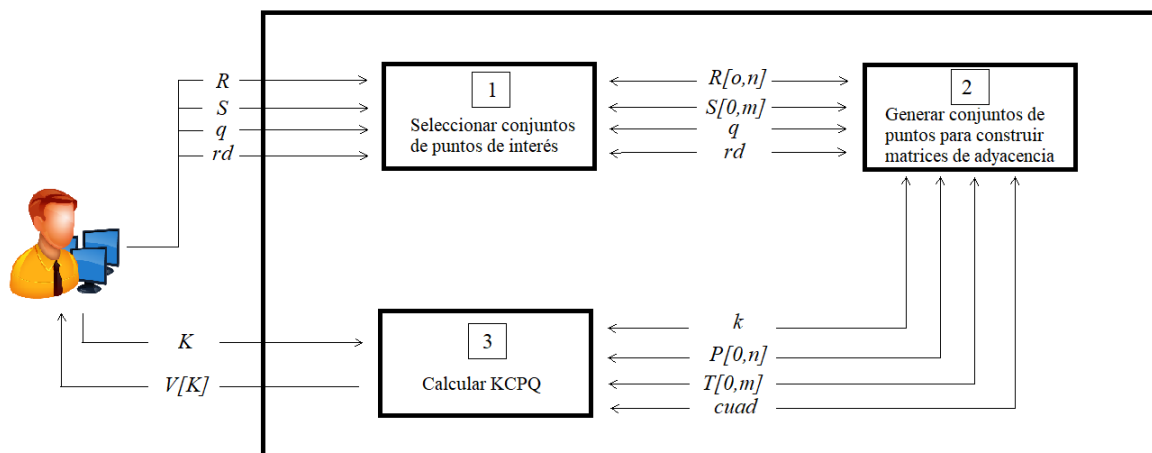 R
S
q
rd
1
Seleccionar conjuntos
de puntos de interés
R[o,n]
S[0,m]
q
rd
2
Generar conjuntos de
puntos para construir
matrices de adyacencia
K
V[K]
3
Calcular KCPQ
k
P[0,n]
T[0,m]
cuad